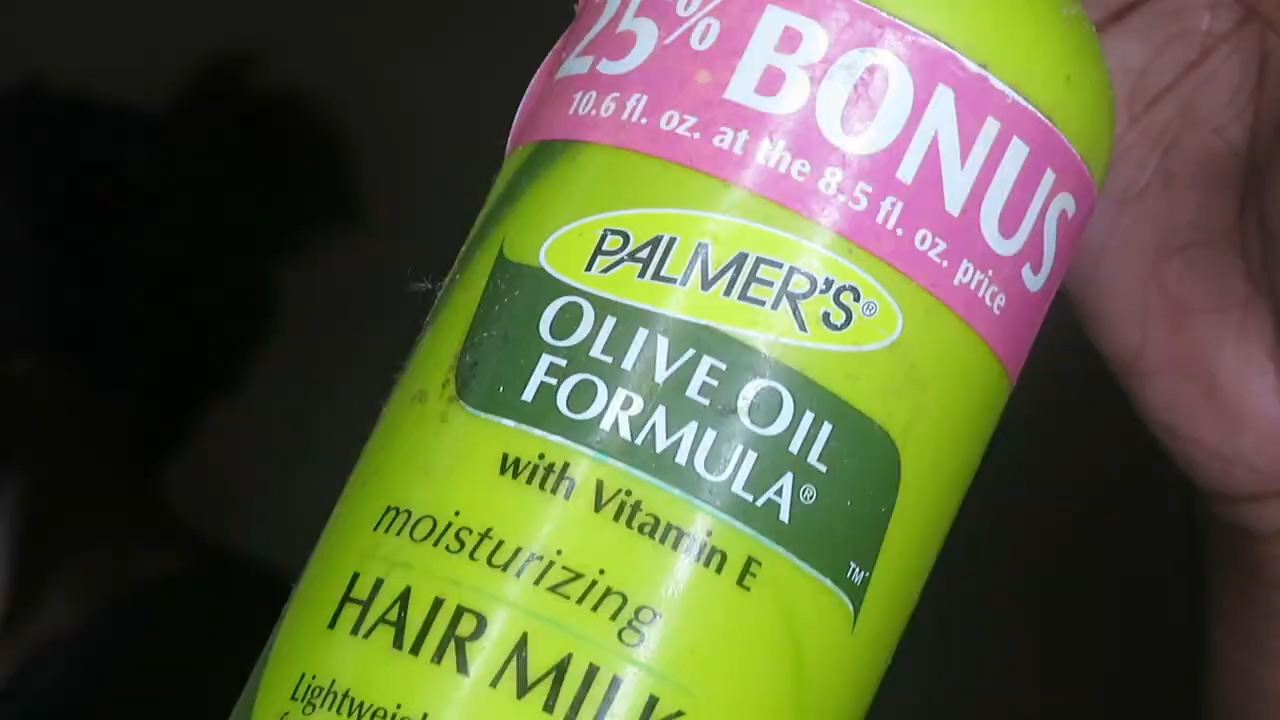 25% BONUS
10.6 fl. oz. at the 8.5 fl. oz. price
PALMER'S®
OLIVE OIL
FORMULA®
™
with Vitamin E
moisturizing
HAIR MILK